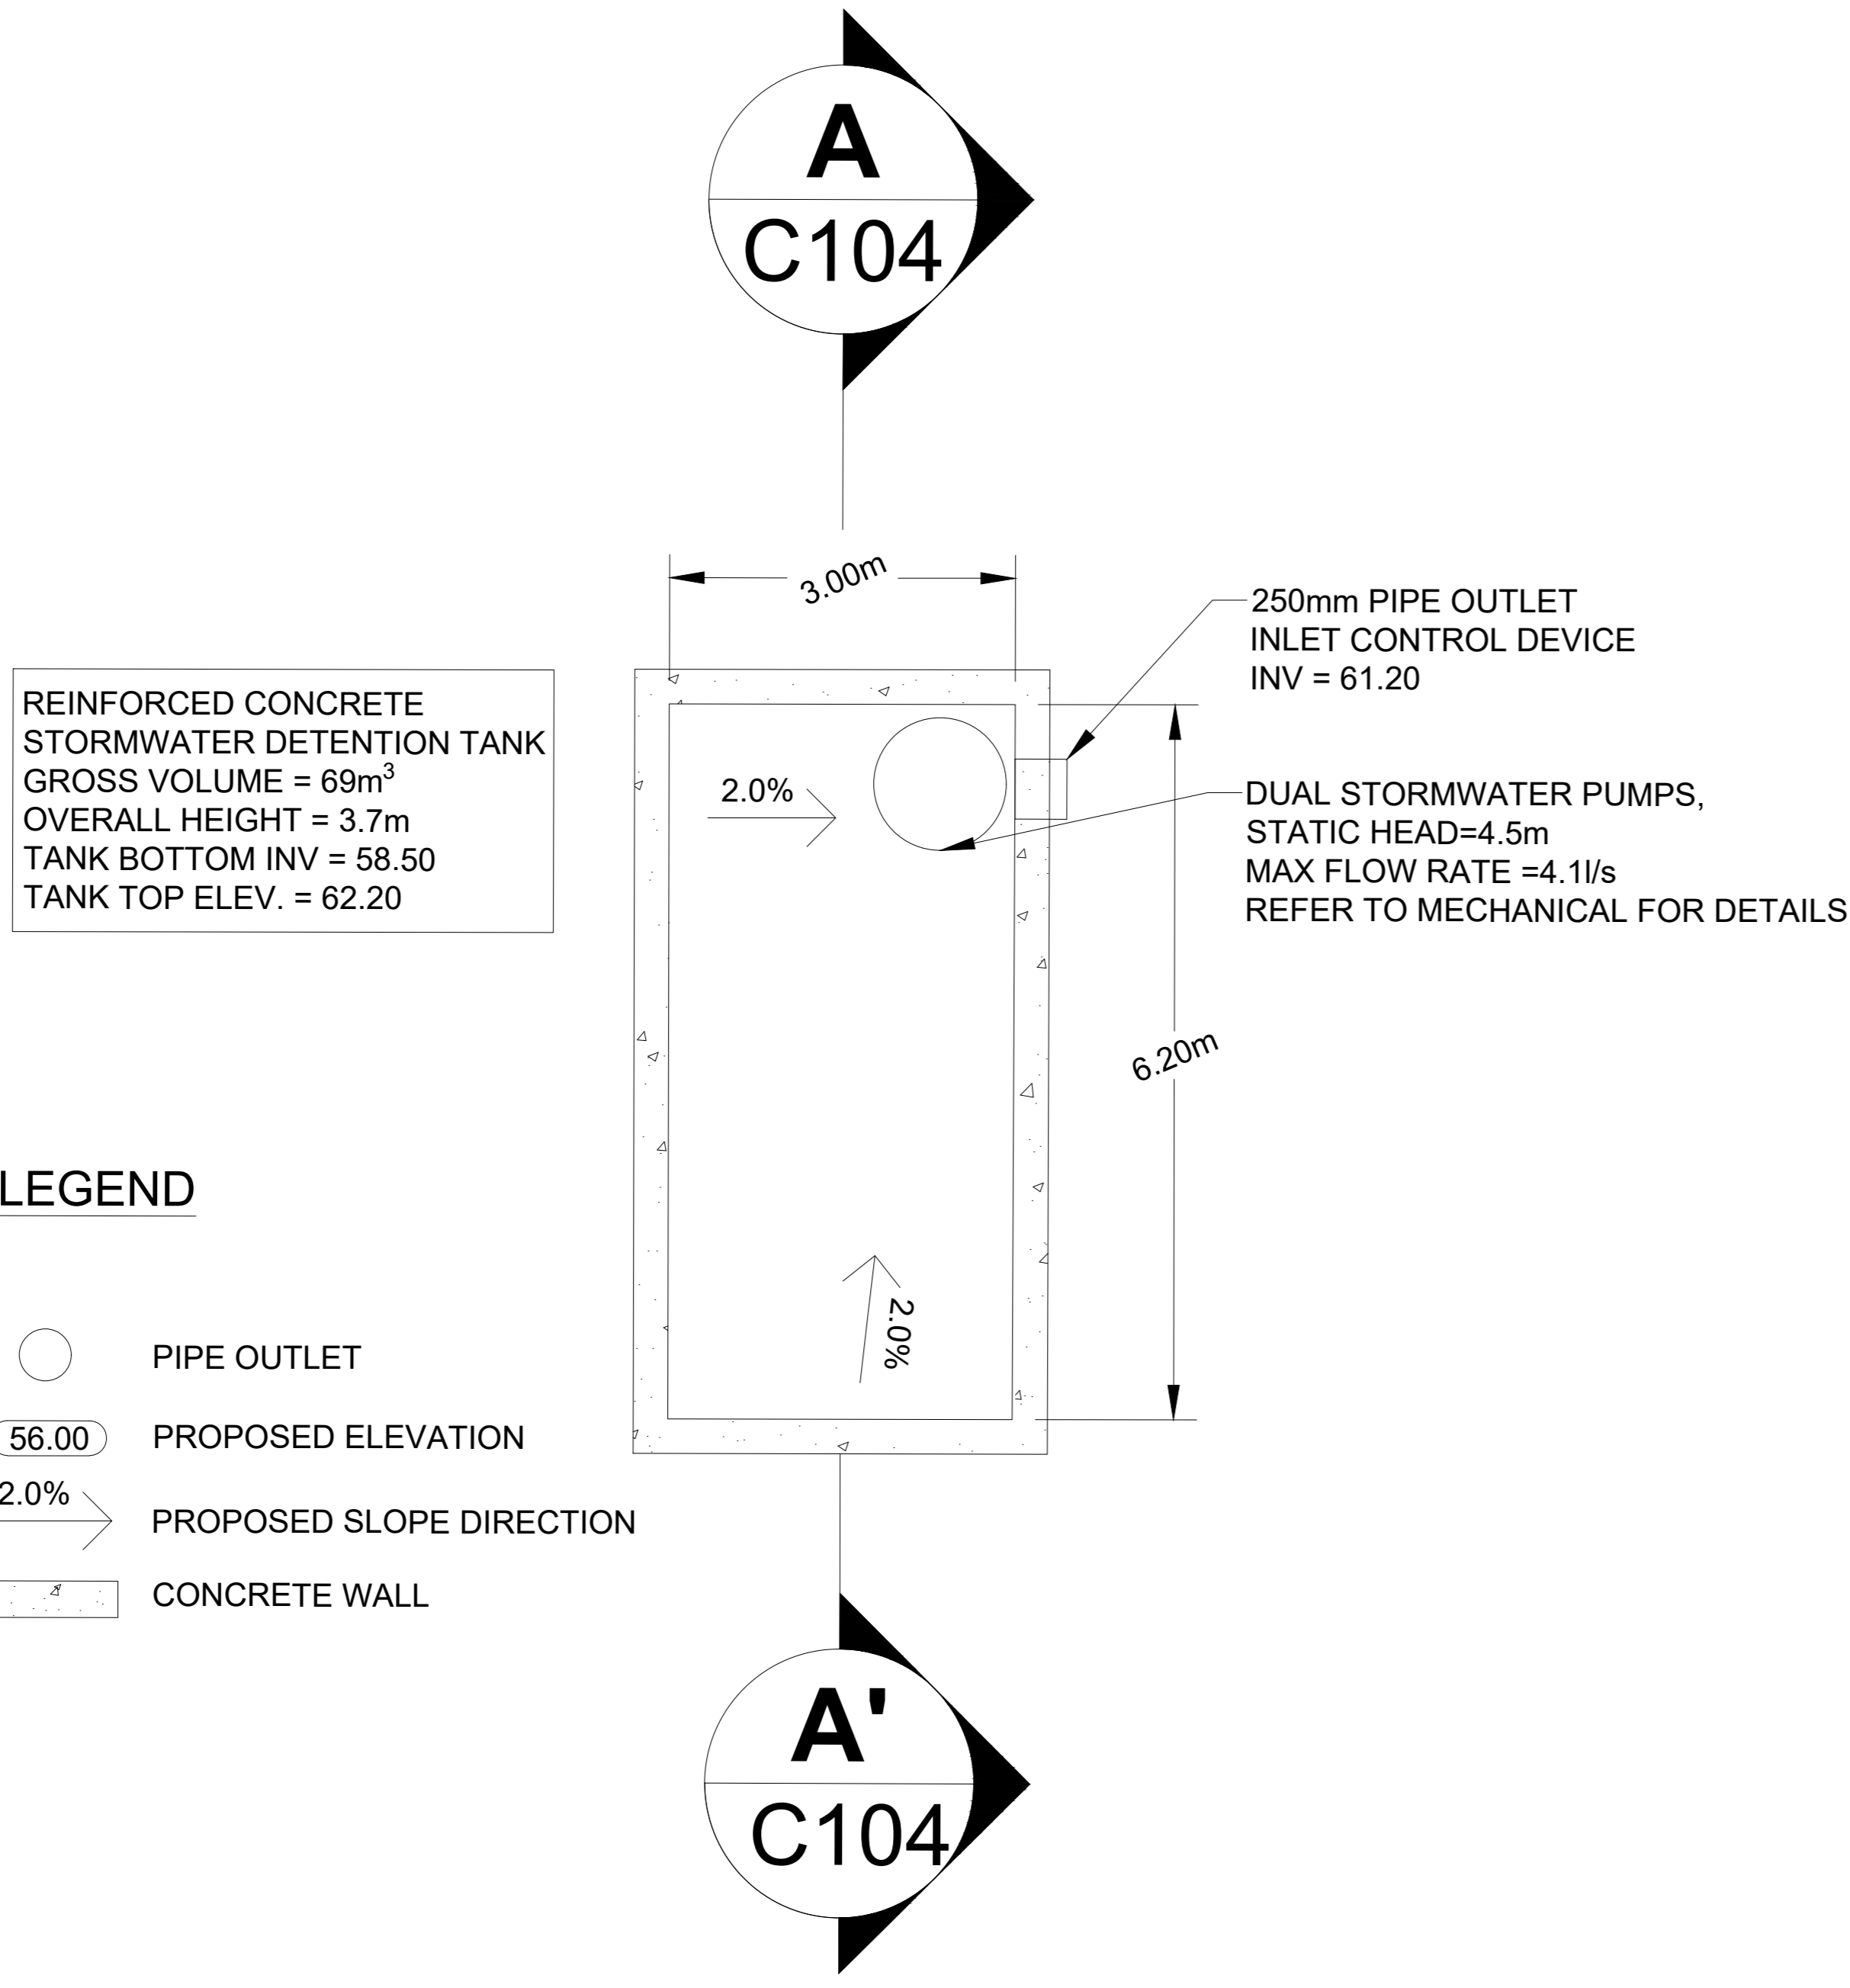 A
C104
3.00m
250mm PIPE OUTLET
INLET CONTROL DEVICE
INV = 61.20
REINFORCED CONCRETE
STORMWATER DETENTION TANK
GROSS VOLUME = 69m³
OVERALL HEIGHT = 3.7m
TANK BOTTOM INV = 58.50
TANK TOP ELEV. = 62.20
2.0%
DUAL STORMWATER PUMPS,
STATIC HEAD=4.5m
MAX FLOW RATE =4.1l/s
REFER TO MECHANICAL FOR DETAILS
6.20m
2.0%
LEGEND
PIPE OUTLET
56.00 PROPOSED ELEVATION
2.0%
PROPOSED SLOPE DIRECTION
CONCRETE WALL
A'
C104